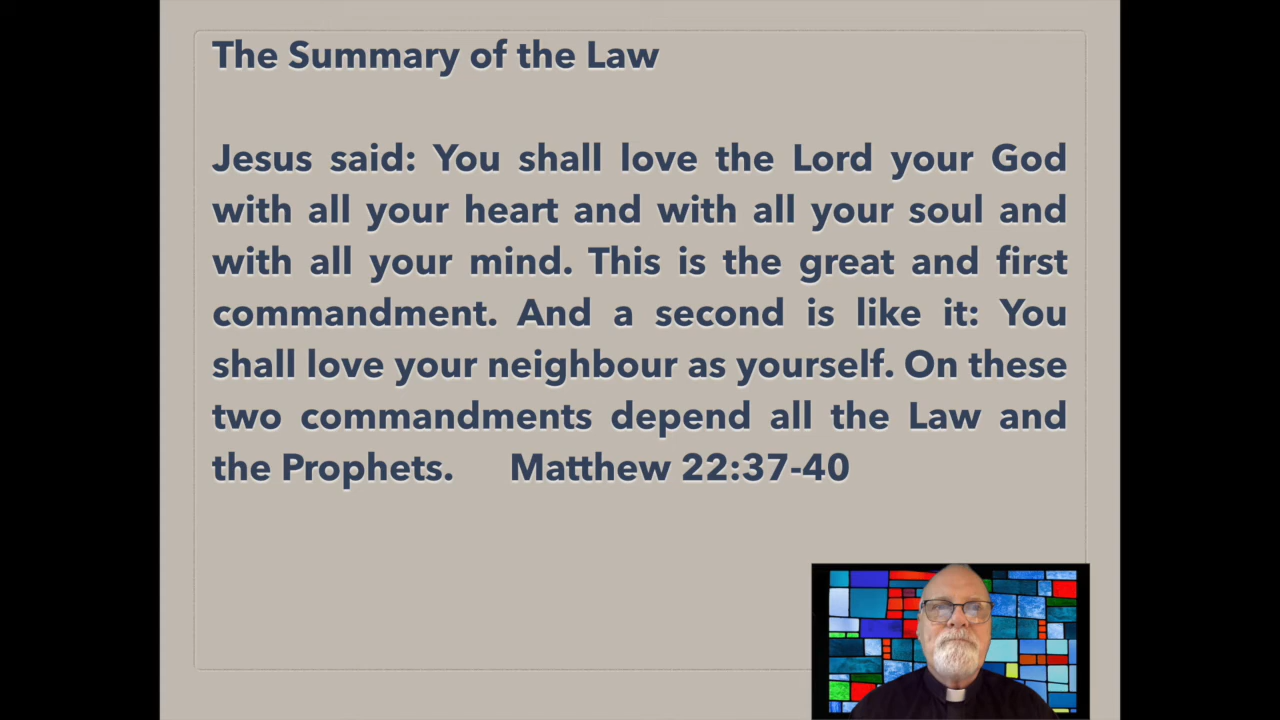 The Summary of the Law
Jesus said: You shall love the Lord your God
with all your heart and with all your soul and
with all your mind. This is the great and first
commandment. And a second is like it: You
shall love your neighbour as yourself. On these
two commandments depend all the Law and
the Prophets. Matthew 22:37-40